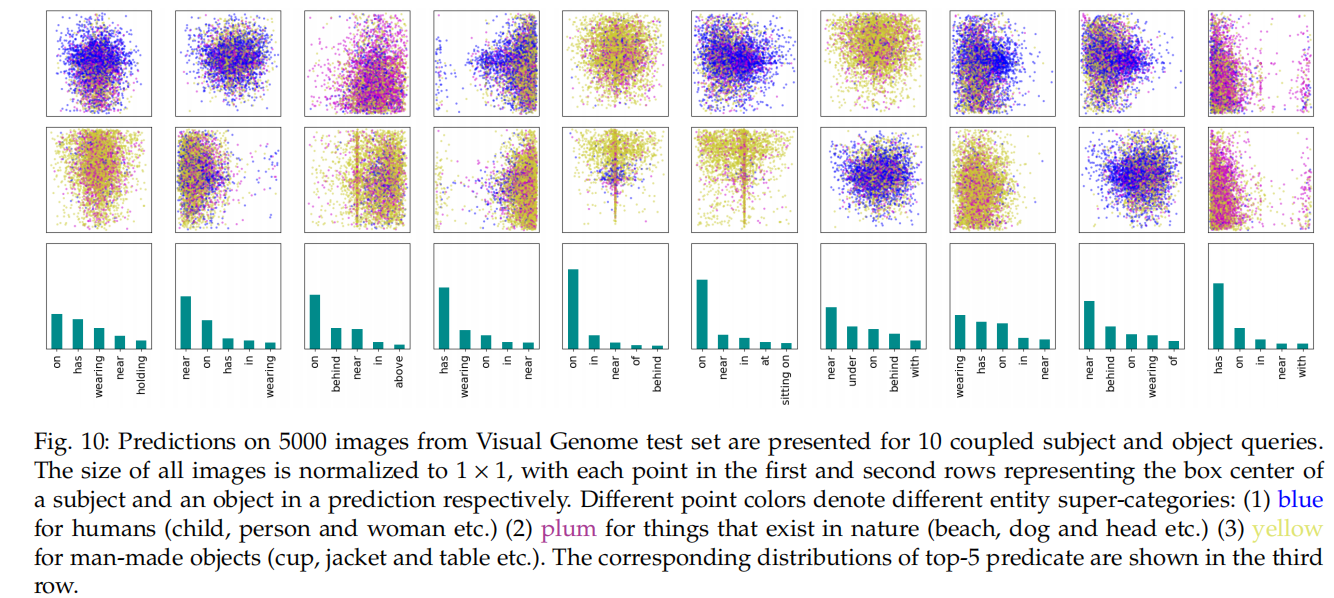 on has wearing near holding
near on has in wearing
on behind near in above
has wearing on in near
on in near of behind
on near in at sitting on
near under on behind with
wearing has on in near
near behind on wearing of
has on in near with
Fig. 10: Predictions on 5000 images from Visual Genome test set are presented for 10 coupled subject and object queries.
The size of all images is normalized to 1 × 1, with each point in the first and second rows representing the box center of
a subject and an object in a prediction respectively. Different point colors denote different entity super-categories: (1) blue
for humans (child, person and woman etc.) (2) plum for things that exist in nature (beach, dog and head etc.) (3) yellow
for man-made objects (cup, jacket and table etc.). The corresponding distributions of top-5 predicate are shown in the third
row.